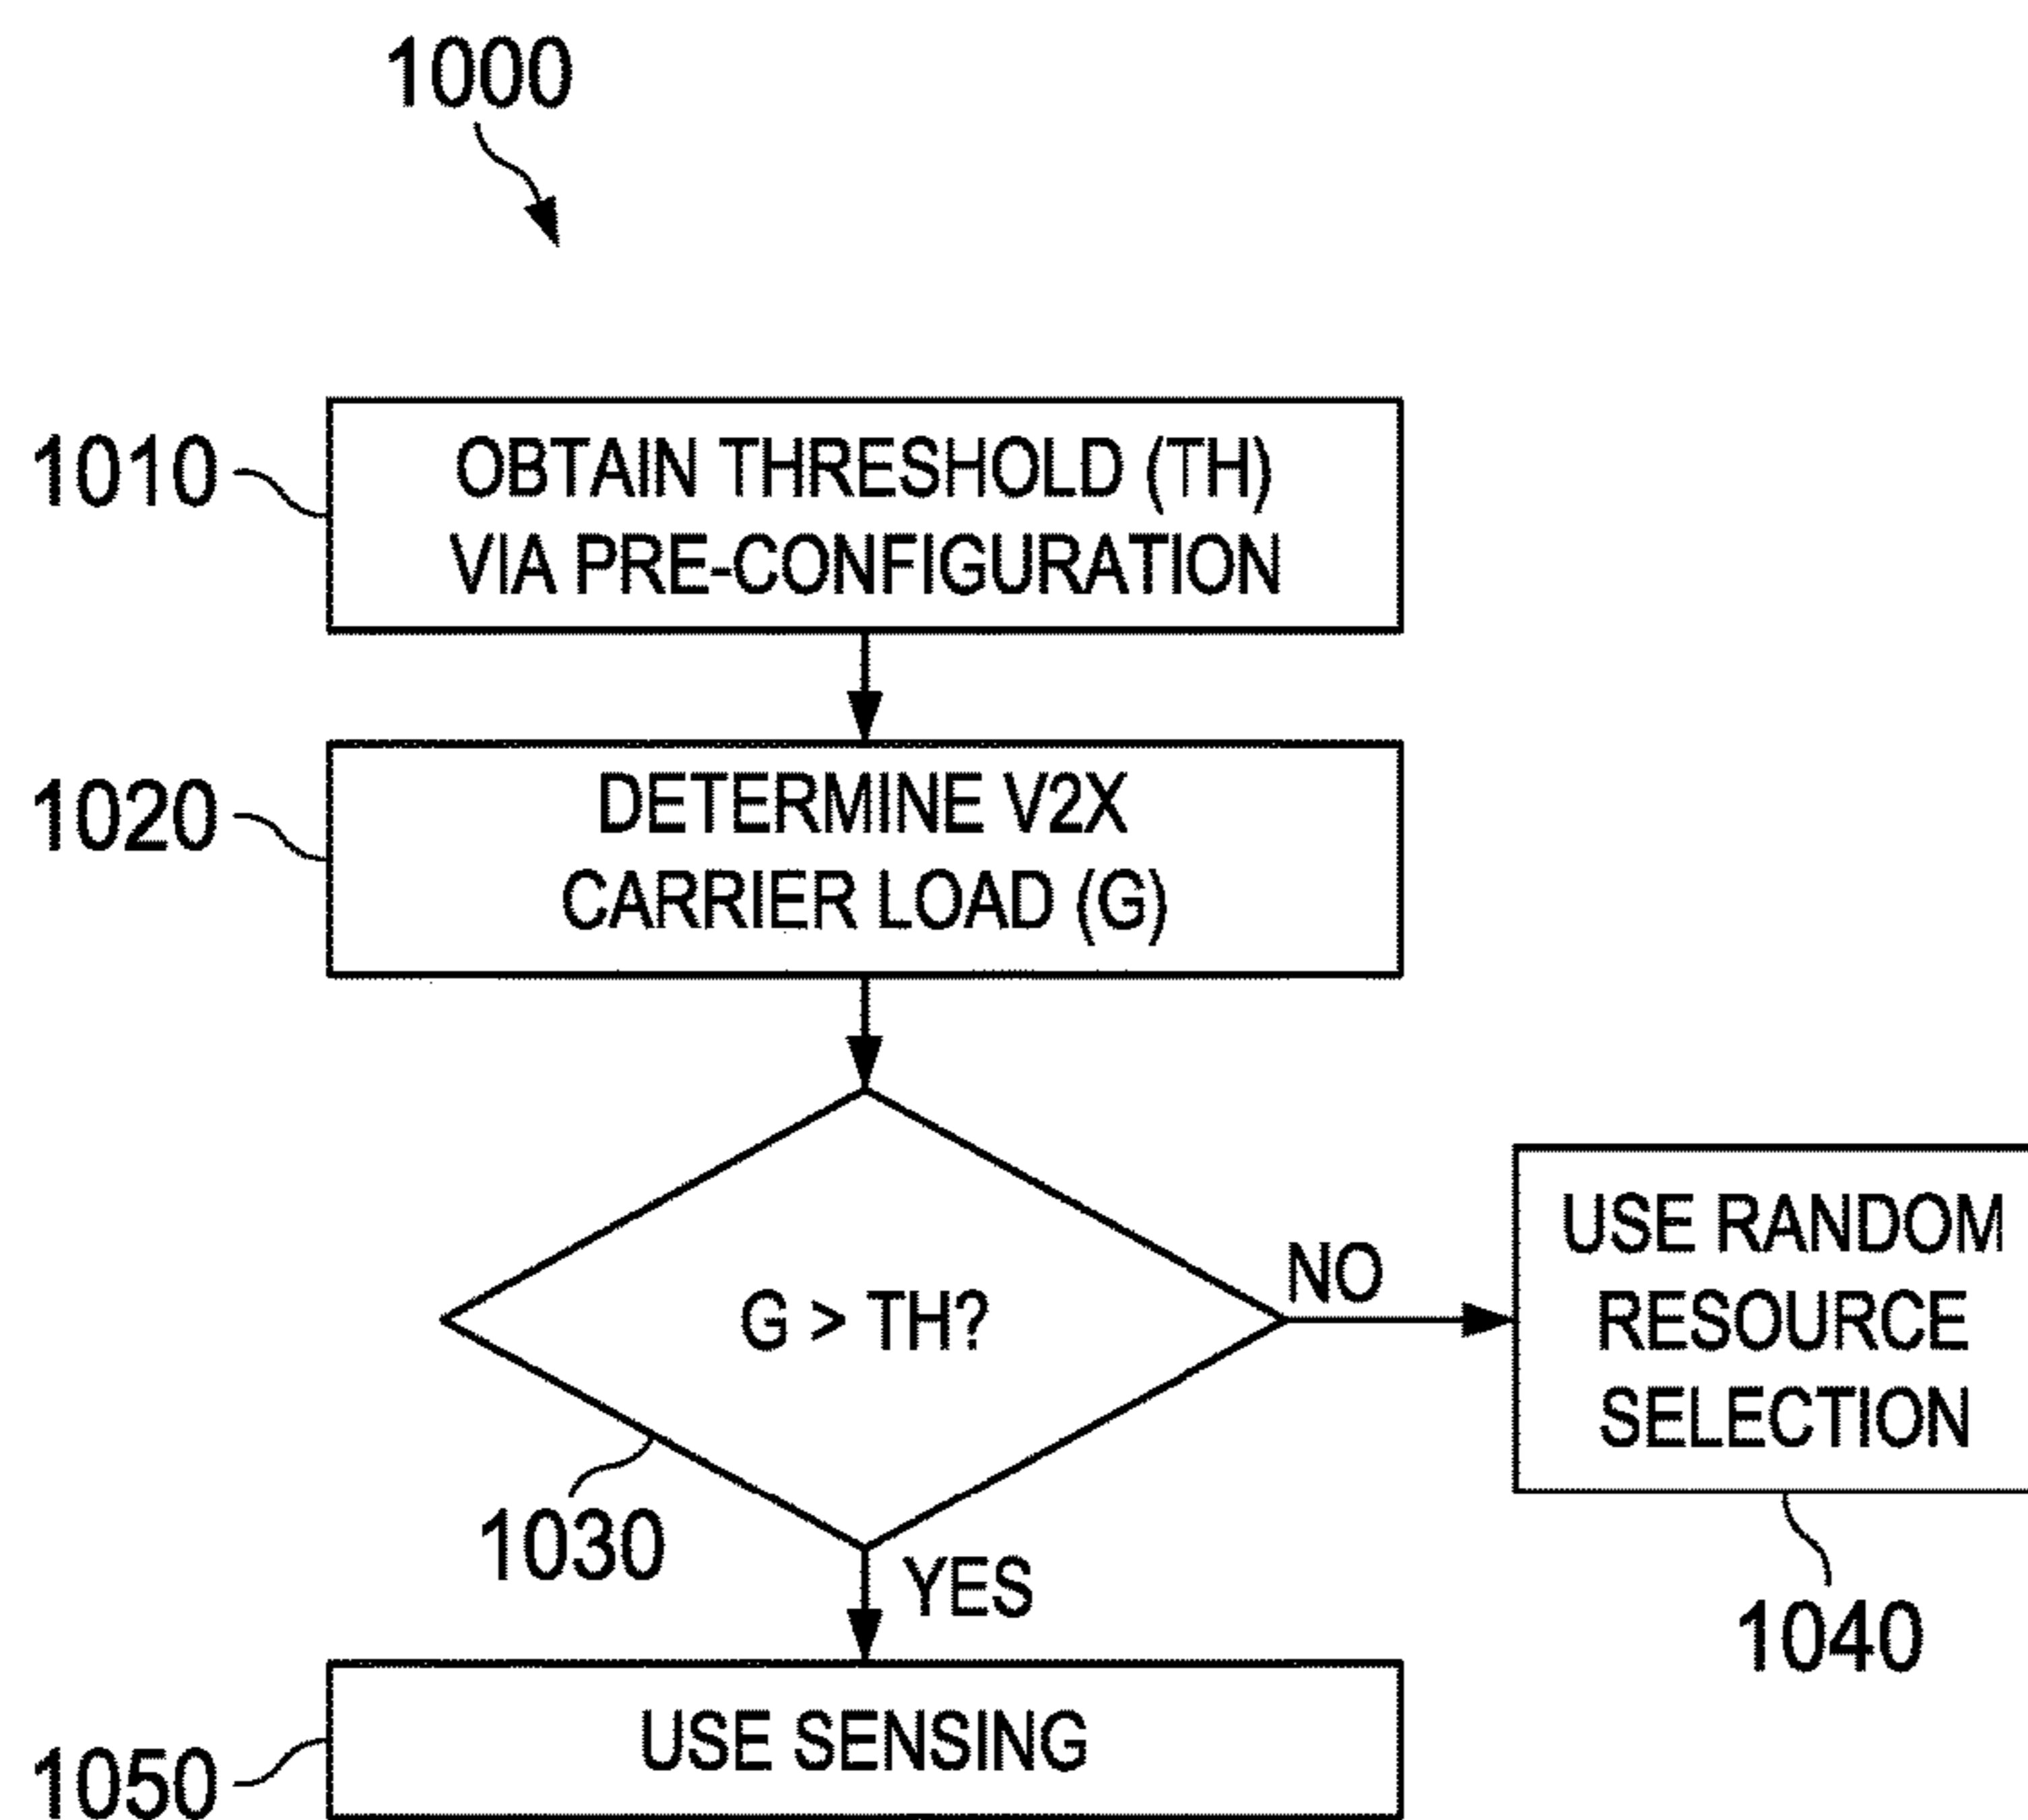 1000
1010
OBTAIN THRESHOLD (TH)
VIA PRE-CONFIGURATION
1020
DETERMINE V2X
CARRIER LOAD (G)
G > TH?
NO
USE RANDOM
RESOURCE
SELECTION
1030
YES
1040
1050
USE SENSING